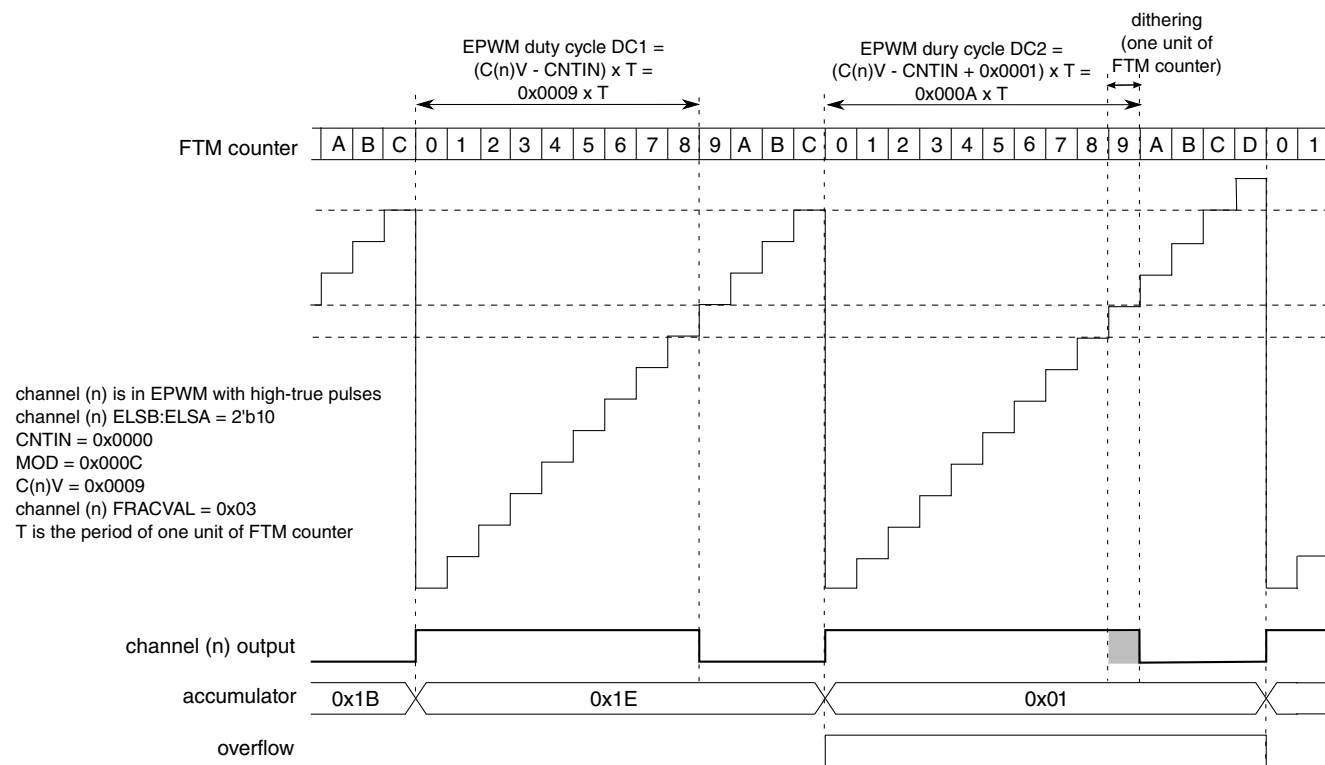 dithering
(one unit of
FTM counter)
EPWM duty cycle DC1 =
(C(n)V - CNTIN) x T =
0x0009 x T
EPWM dury cycle DC2 =
(C(n)V - CNTIN + 0x0001) x T =
0x000A x T
FTM counter A B C 0 1 2 3 4 5 6 7 8 9 A B C 0 1 2 3 4 5 6 7 8 9 A B C D 0 1
channel (n) is in EPWM with high-true pulses
channel (n) ELSB:ELSA = 2'b10
CNTIN = 0x0000
MOD = 0x000C
C(n)V = 0x0009
channel (n) FRACVAL = 0x03
T is the period of one unit of FTM counter
channel (n) output
accumulator 0x1B 0x1E 0x01
overflow